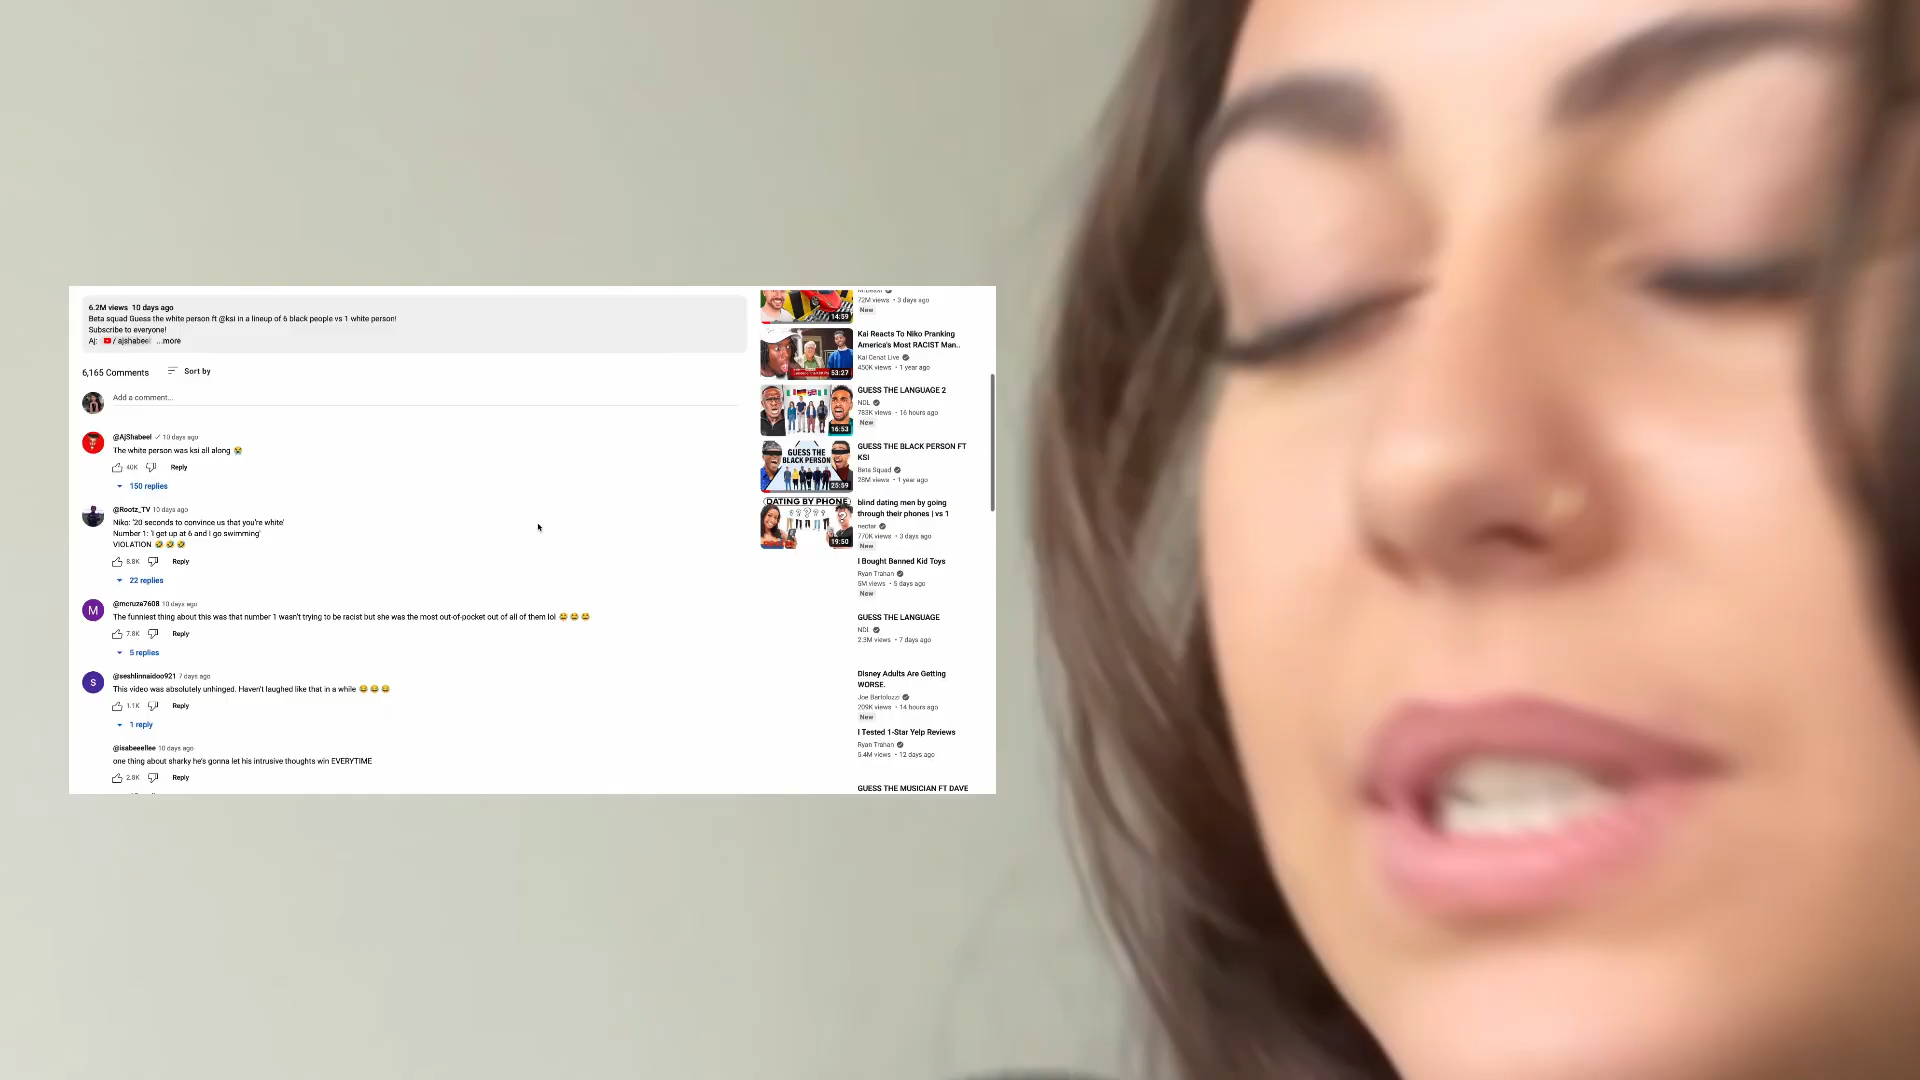 6.2M views 10 days ago
Beta squad Guess the white person ft @ksi in a lineup of 6 black people vs 1 white person!
Subscribe to everyone!
Aj: / ajshabeel ...more
6,165 Comments
Sort by
Add a comment...
@AjShabeel 10 days ago
The white person was ksi all along 😭
40K
Reply
150 replies
@Rootz_TV 10 days ago
Niko: '20 seconds to convince us that you're white'
Number 1: 'I get up at 6 and I go swimming'
VIOLATION 🤣 🤣 🤣
8.8K
Reply
22 replies
M
@mcruza7608 10 days ago
The funniest thing about this was that number 1 wasn't trying to be racist but she was the most out-of-pocket out of all of them lol 😂 😂 😂
7.8K
Reply
5 replies
S
@seshlinnaidoo921 7 days ago
This video was absolutely unhinged. Haven't laughed like that in a while 😂 😂 😂
1.1K
Reply
1 reply
@isabeeellee 10 days ago
one thing about sharky he's gonna let his intrusive thoughts win EVERYTIME
2.8K
Reply
14:59
72M views • 3 days ago
New
53:27
Kai Reacts To Niko Pranking
America's Most RACIST Man..
Kai Cenat Live
450K views • 1 year ago
16:53
GUESS THE LANGUAGE 2
NDL
783K views • 16 hours ago
New
GUESS THE
BLACK PERSON
25:59
GUESS THE BLACK PERSON FT
KSI
Beta Squad
28M views • 1 year ago
DATING BY PHONE
19:50
blind dating men by going
through their phones | vs 1
nectar
770K views • 3 days ago
New
I Bought Banned Kid Toys
Ryan Trahan
5M views • 5 days ago
New
GUESS THE LANGUAGE
NDL
2.3M views • 7 days ago
Disney Adults Are Getting
WORSE.
Joe Bartolozzi
209K views • 14 hours ago
New
I Tested 1-Star Yelp Reviews
Ryan Trahan
5.4M views • 12 days ago
GUESS THE MUSICIAN FT DAVE